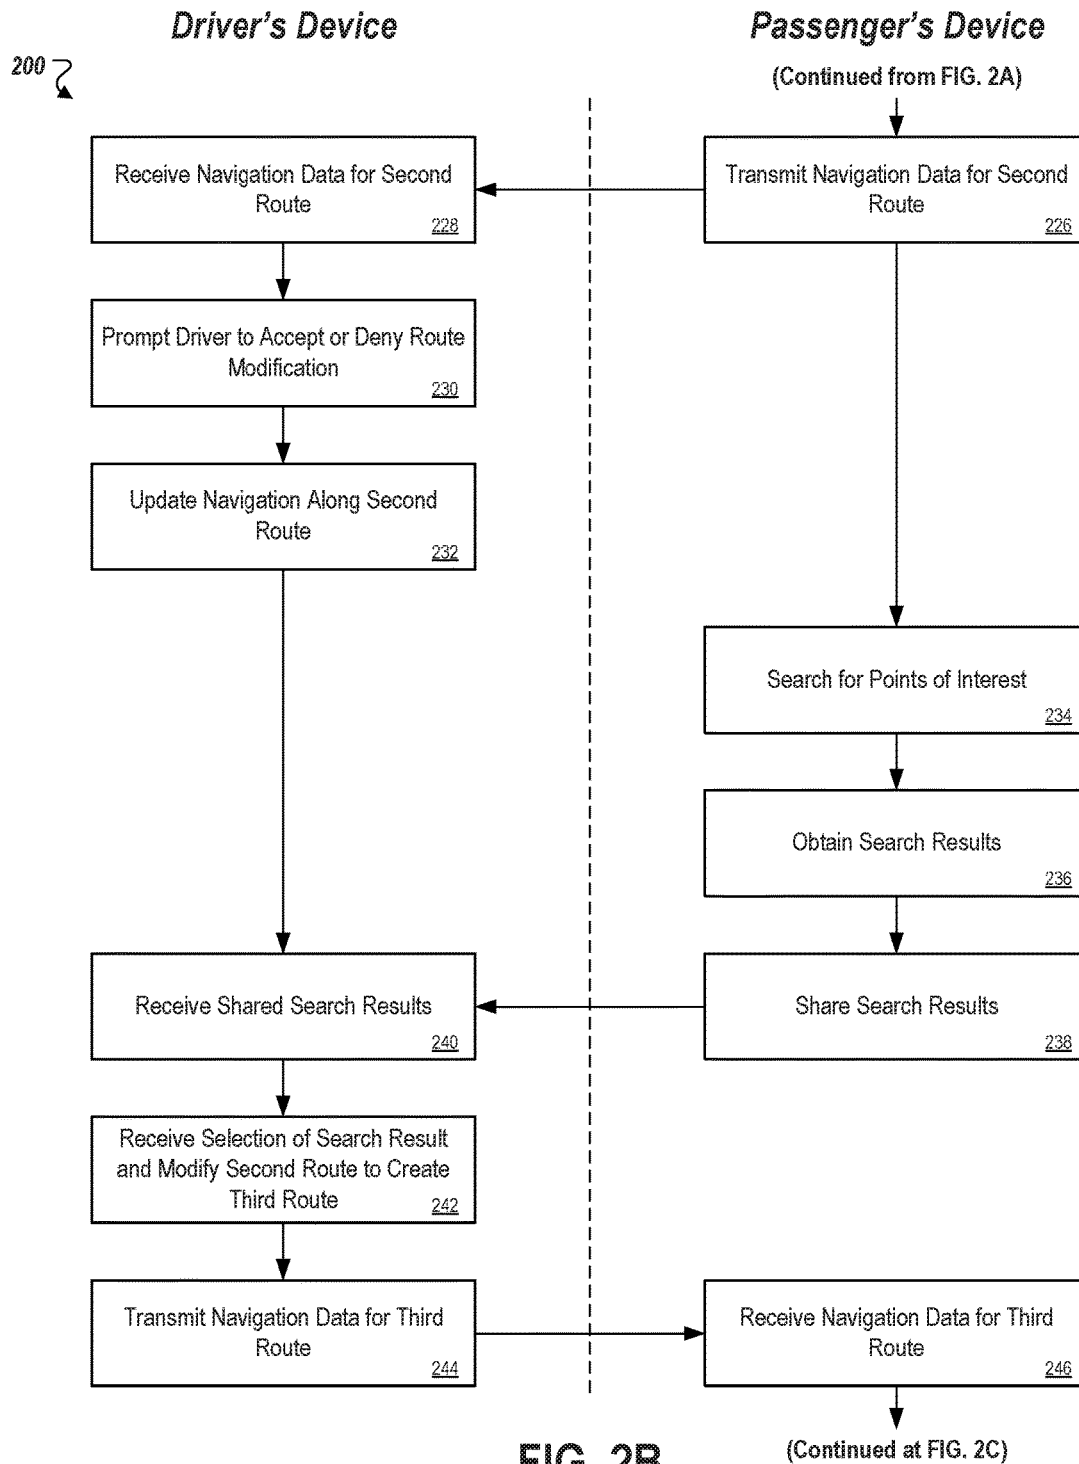 Driver's Device
Passenger's Device
200
(Continued from FIG. 2A)
Receive Navigation Data for Second
Route
228
Transmit Navigation Data for Second
Route
226
Prompt Driver to Accept or Deny Route
Modification
230
Update Navigation Along Second
Route
232
Search for Points of Interest
234
Obtain Search Results
236
Receive Shared Search Results
240
Share Search Results
238
Receive Selection of Search Result
and Modify Second Route to Create
Third Route
242
Transmit Navigation Data for Third
Route
244
Receive Navigation Data for Third
Route
246
(Continued at FIG. 2C)
FIG. 2B